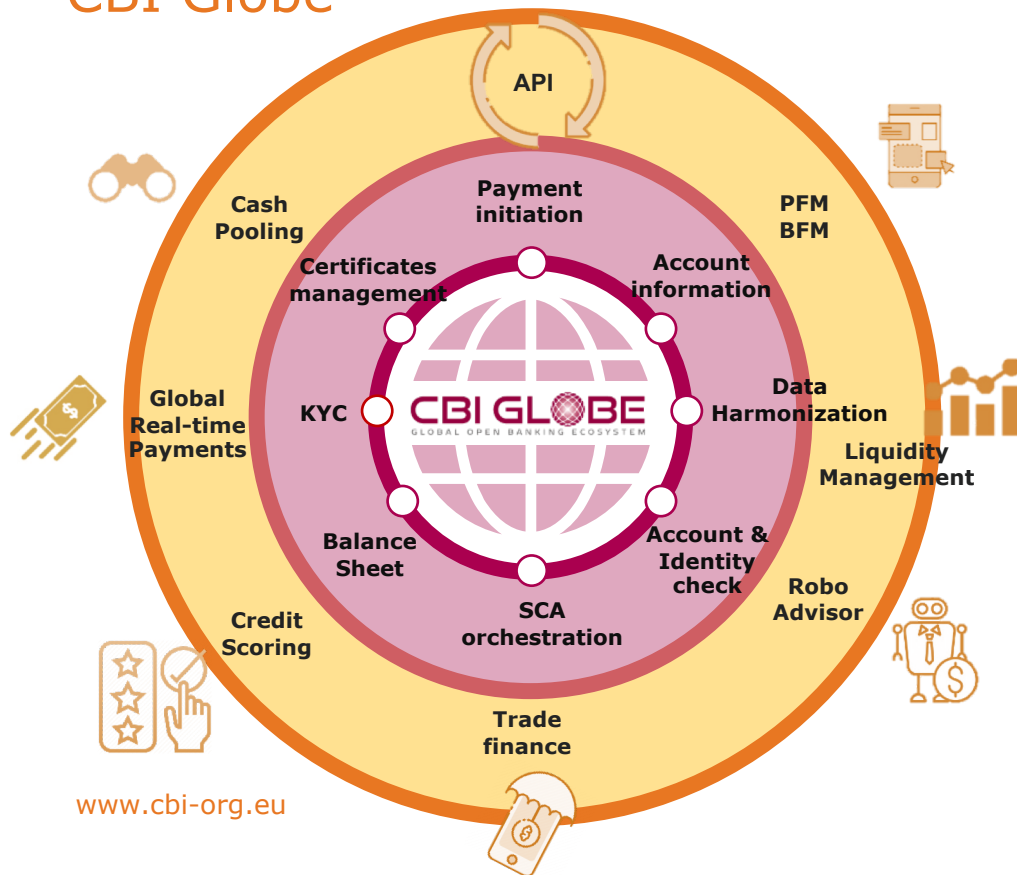 CBI Globe
API
Payment
initiation
Cash
Pooling
PFM
BFM
Certificates
management
Account
information
Global
Real-time
Payments
KYC
CBI GLOBE
GLOBAL OPEN BANKING ECOSYSTEM
Data
Harmonization
Liquidity
Management
Balance
Sheet
Account &
Identity
check
SCA
orchestration
Robo
Advisor
Credit
Scoring
Trade
finance
www.cbi-org.eu